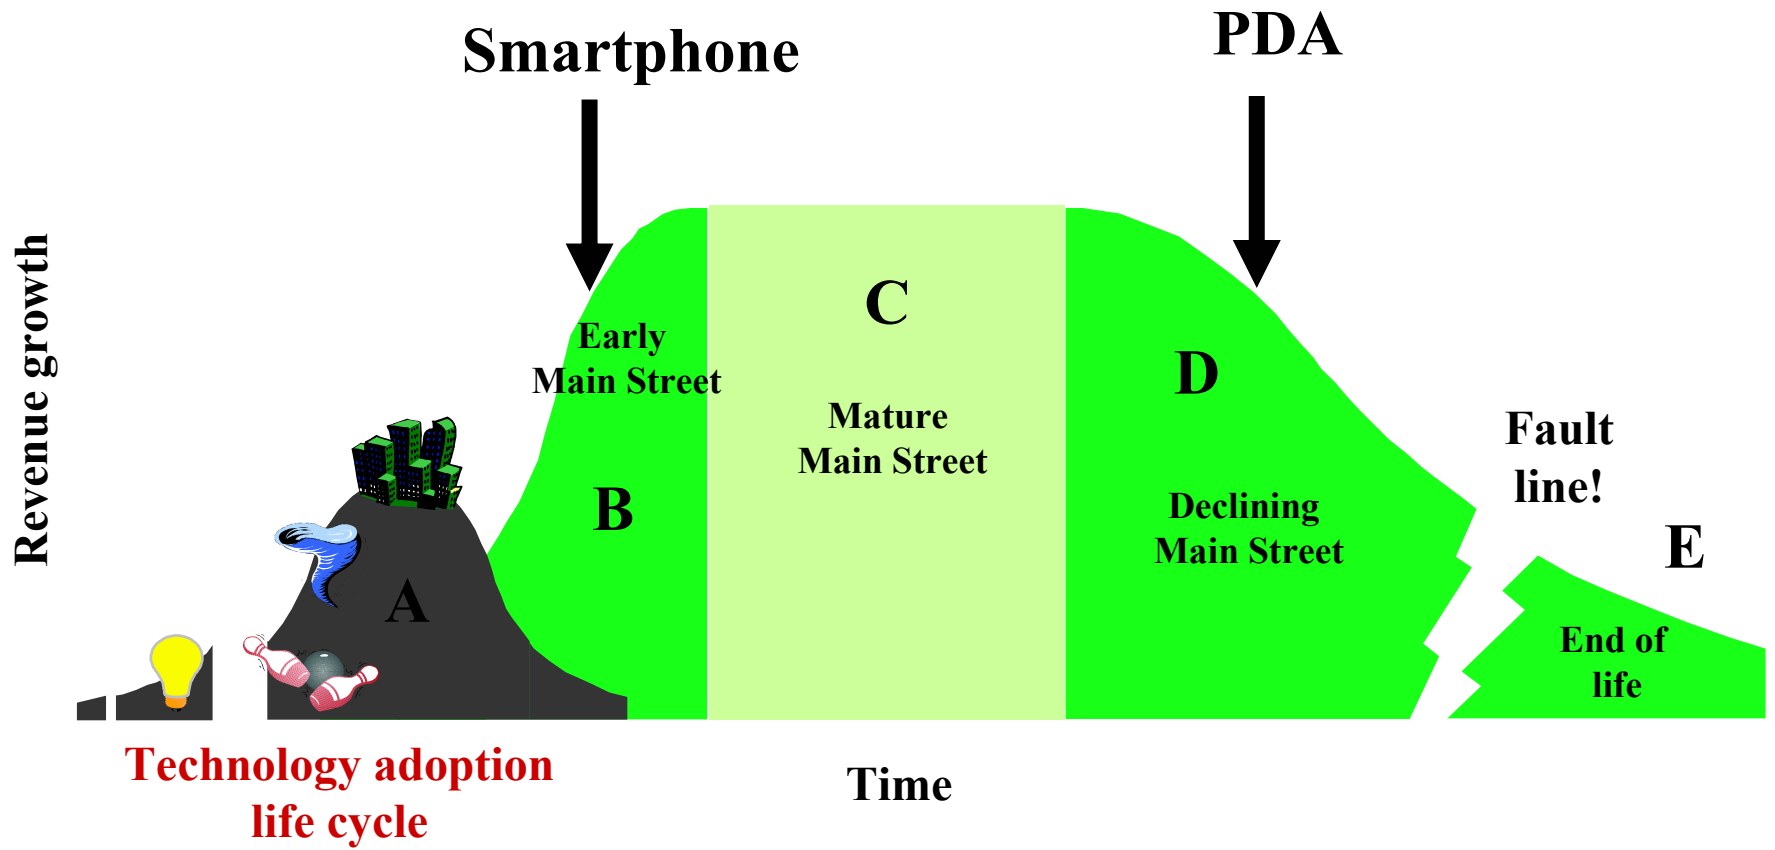 Smartphone
PDA
Revenue growth
C
Early
Main Street
D
Mature
Main Street
Fault
line!
B
Declining
Main Street
E
A
End of
life
Technology adoption
life cycle
Time